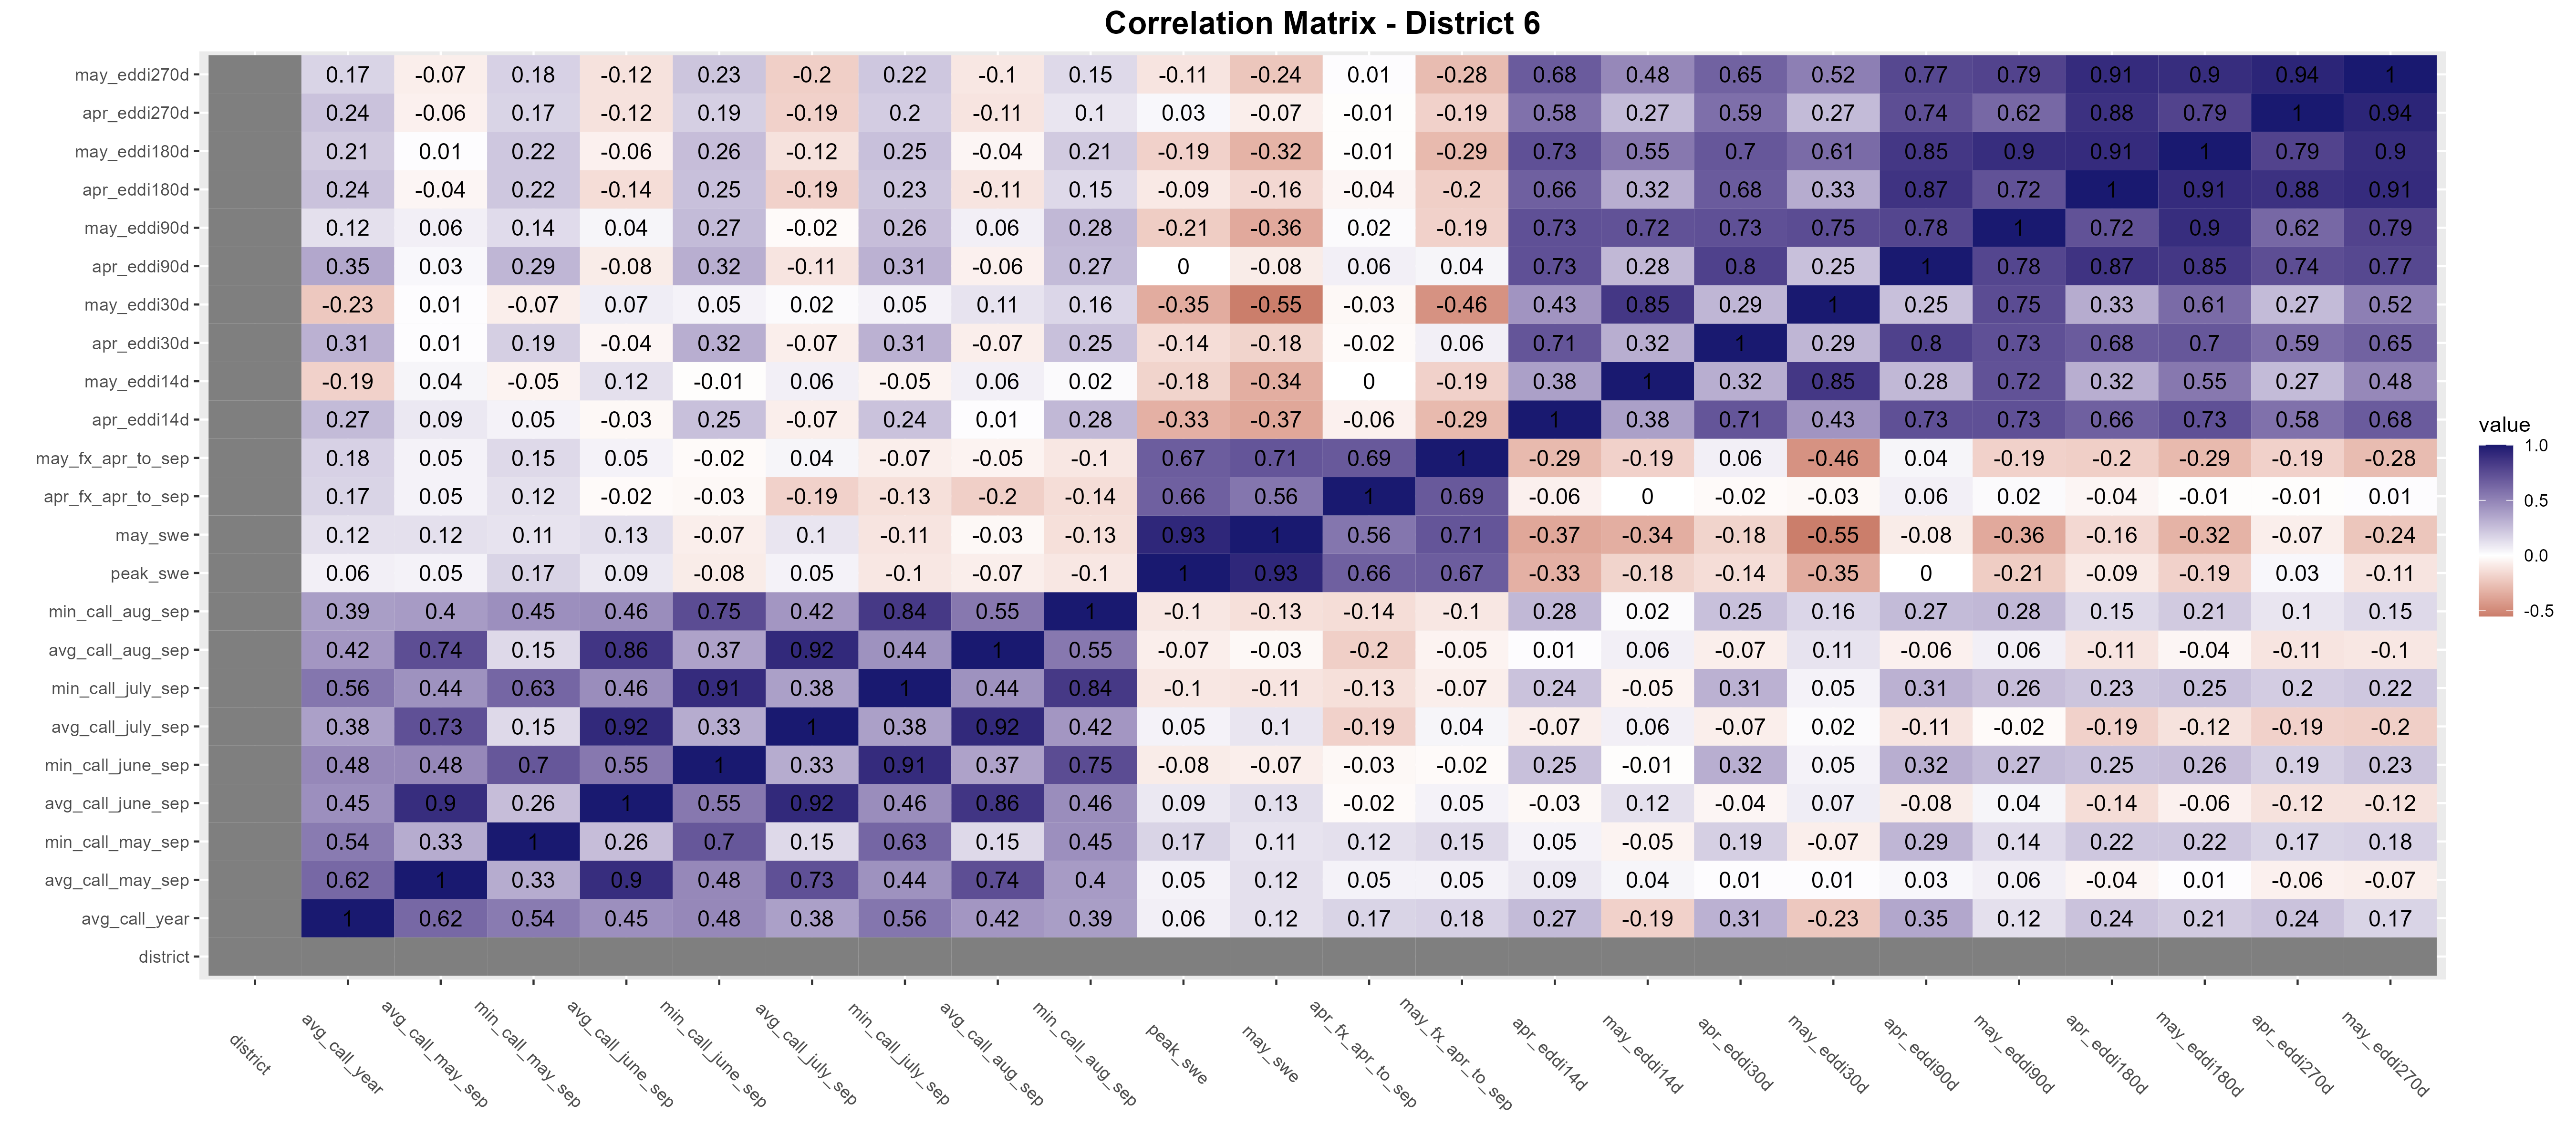 Correlation Matrix - District 6
may_eddi270d 0.17 -0.07 0.18 -0.12 0.23 -0.2 0.22 -0.1 0.15 -0.11 -0.24 0.01 -0.28 0.68 0.48 0.65 0.52 0.77 0.79 0.91 0.9 0.94 1
apr_eddi270d 0.24 -0.06 0.17 -0.12 0.19 -0.19 0.2 -0.11 0.1 0.03 -0.07 -0.01 -0.19 0.58 0.27 0.59 0.27 0.74 0.62 0.88 0.79 1 0.94
may_eddi180d 0.21 0.01 0.22 -0.06 0.26 -0.12 0.25 -0.04 0.21 -0.19 -0.32 -0.01 -0.29 0.73 0.55 0.7 0.61 0.85 0.9 0.91 1 0.79 0.9
apr_eddi180d 0.24 -0.04 0.22 -0.14 0.25 -0.19 0.23 -0.11 0.15 -0.09 -0.16 -0.04 -0.2 0.66 0.32 0.68 0.33 0.87 0.72 1 0.91 0.88 0.91
may_eddi90d 0.12 0.06 0.14 0.04 0.27 -0.02 0.26 0.06 0.28 -0.21 -0.36 0.02 -0.19 0.73 0.72 0.73 0.75 0.78 1 0.72 0.9 0.62 0.79
apr_eddi90d 0.35 0.03 0.29 -0.08 0.32 -0.11 0.31 -0.06 0.27 0 -0.08 0.06 0.04 0.73 0.28 0.8 0.25 1 0.78 0.87 0.85 0.74 0.77
may_eddi30d -0.23 0.01 -0.07 0.07 0.05 0.02 0.05 0.11 0.16 -0.35 -0.55 -0.03 -0.46 0.43 0.85 0.29 1 0.25 0.75 0.33 0.61 0.27 0.52
apr_eddi30d 0.31 0.01 0.19 -0.04 0.32 -0.07 0.31 -0.07 0.25 -0.14 -0.18 -0.02 0.06 0.71 0.32 1 0.29 0.8 0.73 0.68 0.7 0.59 0.65
may_eddi14d -0.19 0.04 -0.05 0.12 -0.01 0.06 -0.05 0.06 0.02 -0.18 -0.34 0 -0.19 0.38 1 0.32 0.85 0.28 0.72 0.32 0.55 0.27 0.48
apr_eddi14d 0.27 0.09 0.05 -0.03 0.25 -0.07 0.24 0.01 0.28 -0.33 -0.37 -0.06 -0.29 1 0.38 0.71 0.43 0.73 0.73 0.66 0.73 0.58 0.68
may_fx_apr_to_sep 0.18 0.05 0.15 0.05 -0.02 0.04 -0.07 -0.05 -0.1 0.67 0.71 0.69 1 -0.29 -0.19 0.06 -0.46 0.04 -0.19 -0.2 -0.29 -0.19 -0.28
apr_fx_apr_to_sep 0.17 0.05 0.12 -0.02 -0.03 -0.19 -0.13 -0.2 -0.14 0.66 0.56 1 0.69 -0.06 0 -0.02 -0.03 0.06 0.02 -0.04 -0.01 -0.01 0.01
may_swe 0.12 0.12 0.11 0.13 -0.07 0.1 -0.11 -0.03 -0.13 0.93 1 0.56 0.71 -0.37 -0.34 -0.18 -0.55 -0.08 -0.36 -0.16 -0.32 -0.07 -0.24
peak_swe 0.06 0.05 0.17 0.09 -0.08 0.05 -0.1 -0.07 -0.1 1 0.93 0.66 0.67 -0.33 -0.18 -0.14 -0.35 0 -0.21 -0.09 -0.19 0.03 -0.11
min_call_aug_sep 0.39 0.4 0.45 0.46 0.75 0.42 0.84 0.55 1 -0.1 -0.13 -0.14 -0.1 0.28 0.02 0.25 0.16 0.27 0.28 0.15 0.21 0.1 0.15
avg_call_aug_sep 0.42 0.74 0.15 0.86 0.37 0.92 0.44 1 0.55 -0.07 -0.03 -0.2 -0.05 0.01 0.06 -0.07 0.11 -0.06 0.06 -0.11 -0.04 -0.11 -0.1
min_call_july_sep 0.56 0.44 0.63 0.46 0.91 0.38 1 0.44 0.84 -0.1 -0.11 -0.13 -0.07 0.24 -0.05 0.31 0.05 0.31 0.26 0.23 0.25 0.2 0.22
avg_call_july_sep 0.38 0.73 0.15 0.92 0.33 1 0.38 0.92 0.42 0.05 0.1 -0.19 0.04 -0.07 0.06 -0.07 0.02 -0.11 -0.02 -0.19 -0.12 -0.19 -0.2
min_call_june_sep 0.48 0.48 0.7 0.55 1 0.33 0.91 0.37 0.75 -0.08 -0.07 -0.03 -0.02 0.25 -0.01 0.32 0.05 0.32 0.27 0.25 0.26 0.19 0.23
avg_call_june_sep 0.45 0.9 0.26 1 0.55 0.92 0.46 0.86 0.46 0.09 0.13 -0.02 0.05 -0.03 0.12 -0.04 0.07 -0.08 0.04 -0.14 -0.06 -0.12 -0.12
min_call_may_sep 0.54 0.33 1 0.26 0.7 0.15 0.63 0.15 0.45 0.17 0.11 0.12 0.15 0.05 -0.05 0.19 -0.07 0.29 0.14 0.22 0.22 0.17 0.18
avg_call_may_sep 0.62 1 0.33 0.9 0.48 0.73 0.44 0.74 0.4 0.05 0.12 0.05 0.05 0.09 0.04 0.01 0.01 0.03 0.06 -0.04 0.01 -0.06 -0.07
avg_call_year 1 0.62 0.54 0.45 0.48 0.38 0.56 0.42 0.39 0.06 0.12 0.17 0.18 0.27 -0.19 0.31 -0.23 0.35 0.12 0.24 0.21 0.24 0.17
district
district avg_call_year avg_call_may_sep min_call_may_sep avg_call_june_sep min_call_june_sep avg_call_july_sep min_call_july_sep avg_call_aug_sep min_call_aug_sep peak_swe may_swe apr_fx_apr_to_sep may_fx_apr_to_sep apr_eddi14d may_eddi14d apr_eddi30d may_eddi30d apr_eddi90d may_eddi90d apr_eddi180d may_eddi180d apr_eddi270d may_eddi270d
value
1.0
0.5
0.0
-0.5